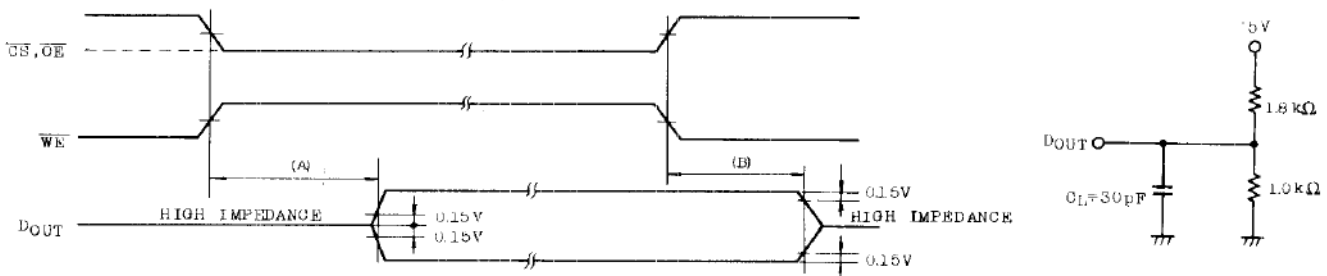 5V
CS,OE
1.8kΩ
WE
DOUT
(A)
(B)
0.15V
1.0kΩ
CL=30pF
HIGH IMPEDANCE
0.15V
HIGH IMPEDANCE
DOUT
0.15V
0.15V